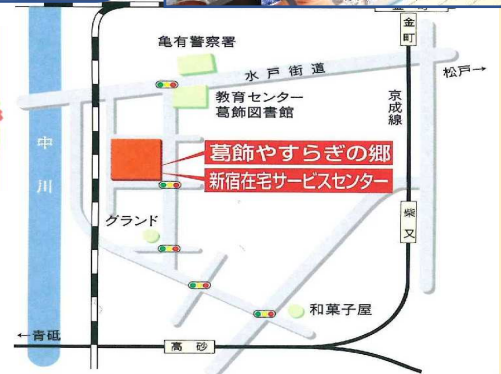 金町
亀有警察署
水戸街道
松戸→
教育センター
葛飾図書館
京成線
中川
葛飾やすらぎの郷
新宿在宅サービスセンター
グランド
柴又
和菓子屋
←青砥
高砂